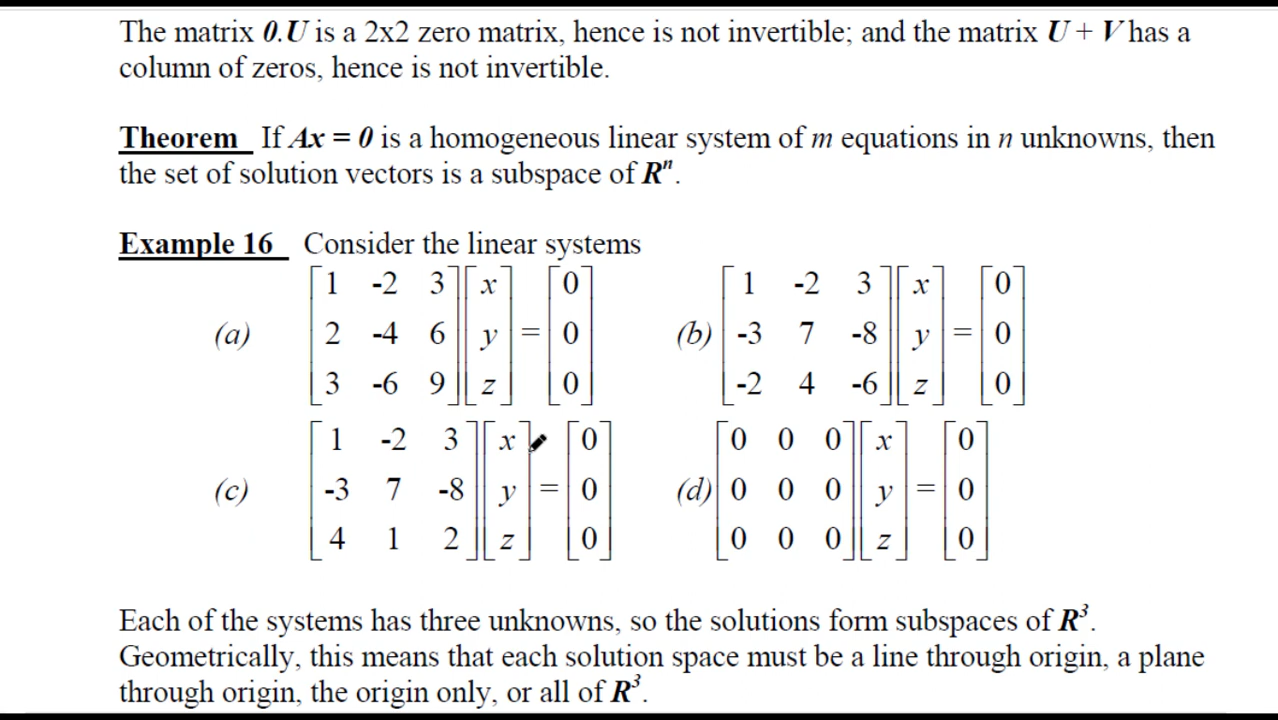 The matrix 0.U is a 2x2 zero matrix, hence is not invertible; and the matrix U + V has a
column of zeros, hence is not invertible.
Theorem If Ax = 0 is a homogeneous linear system of m equations in n unknowns, then
the set of solution vectors is a subspace of Rⁿ.
Example 16 Consider the linear systems
(a) [1 -2 3; 2 -4 6; 3 -6 9] [x; y; z] = [0; 0; 0] (b) [1 -2 3; -3 7 -8; -2 4 -6] [x; y; z] = [0; 0; 0]
(c) [1 -2 3; -3 7 -8; 4 1 2] [x; y; z] = [0; 0; 0] (d) [0 0 0; 0 0 0; 0 0 0] [x; y; z] = [0; 0; 0]
Each of the systems has three unknowns, so the solutions form subspaces of R³.
Geometrically, this means that each solution space must be a line through origin, a plane
through origin, the origin only, or all of R³.